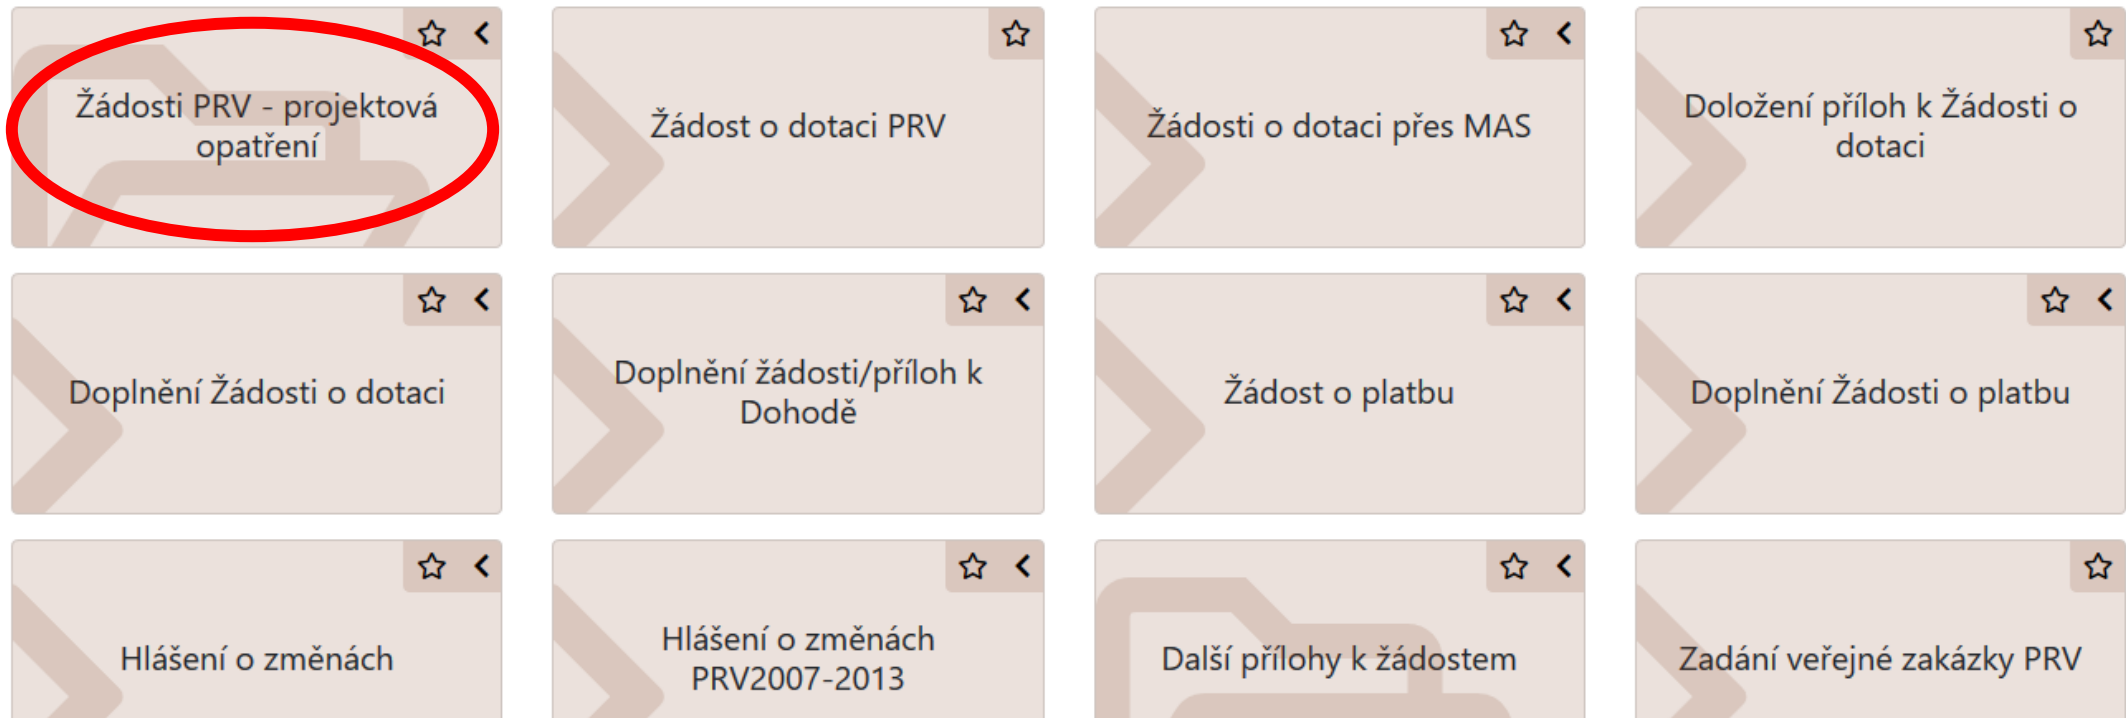 Žádosti PRV - projektová
opatření
Žádost o dotaci PRV
Žádosti o dotaci přes MAS
Doložení příloh k Žádosti o
dotaci
Doplnění Žádosti o dotaci
Doplnění žádosti/příloh k
Dohodě
Žádost o platbu
Doplnění Žádosti o platbu
Hlášení o změnách
Hlášení o změnách
PRV2007-2013
Další přílohy k žádostem
Zadání veřejné zakázky PRV